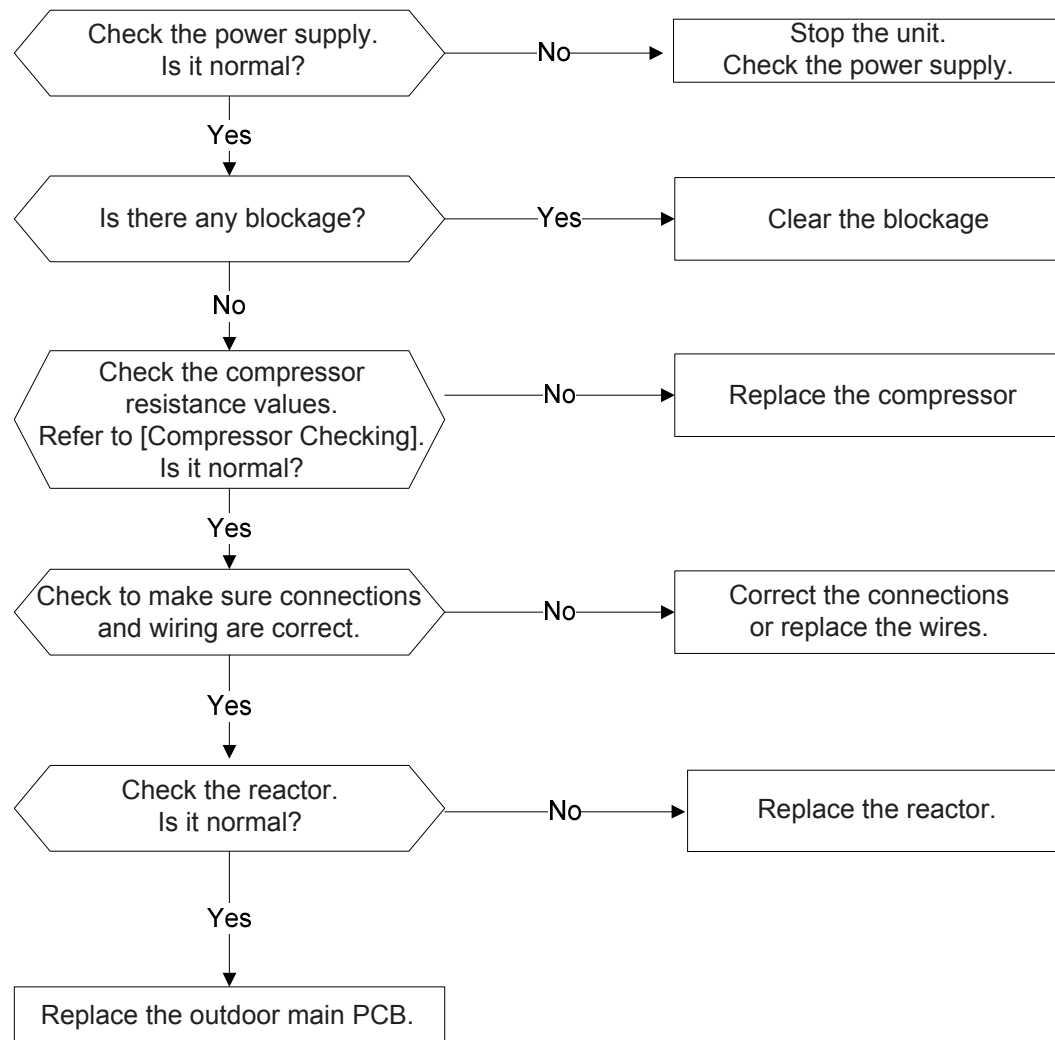 Check the power supply.
Is it normal?
No
Stop the unit.
Check the power supply.
Yes
Is there any blockage?
Yes
Clear the blockage
No
Check the compressor
resistance values.
Refer to [Compressor Checking].
Is it normal?
No
Replace the compressor
Yes
Check to make sure connections
and wiring are correct.
No
Correct the connections
or replace the wires.
Yes
Check the reactor.
Is it normal?
No
Replace the reactor.
Yes
Replace the outdoor main PCB.